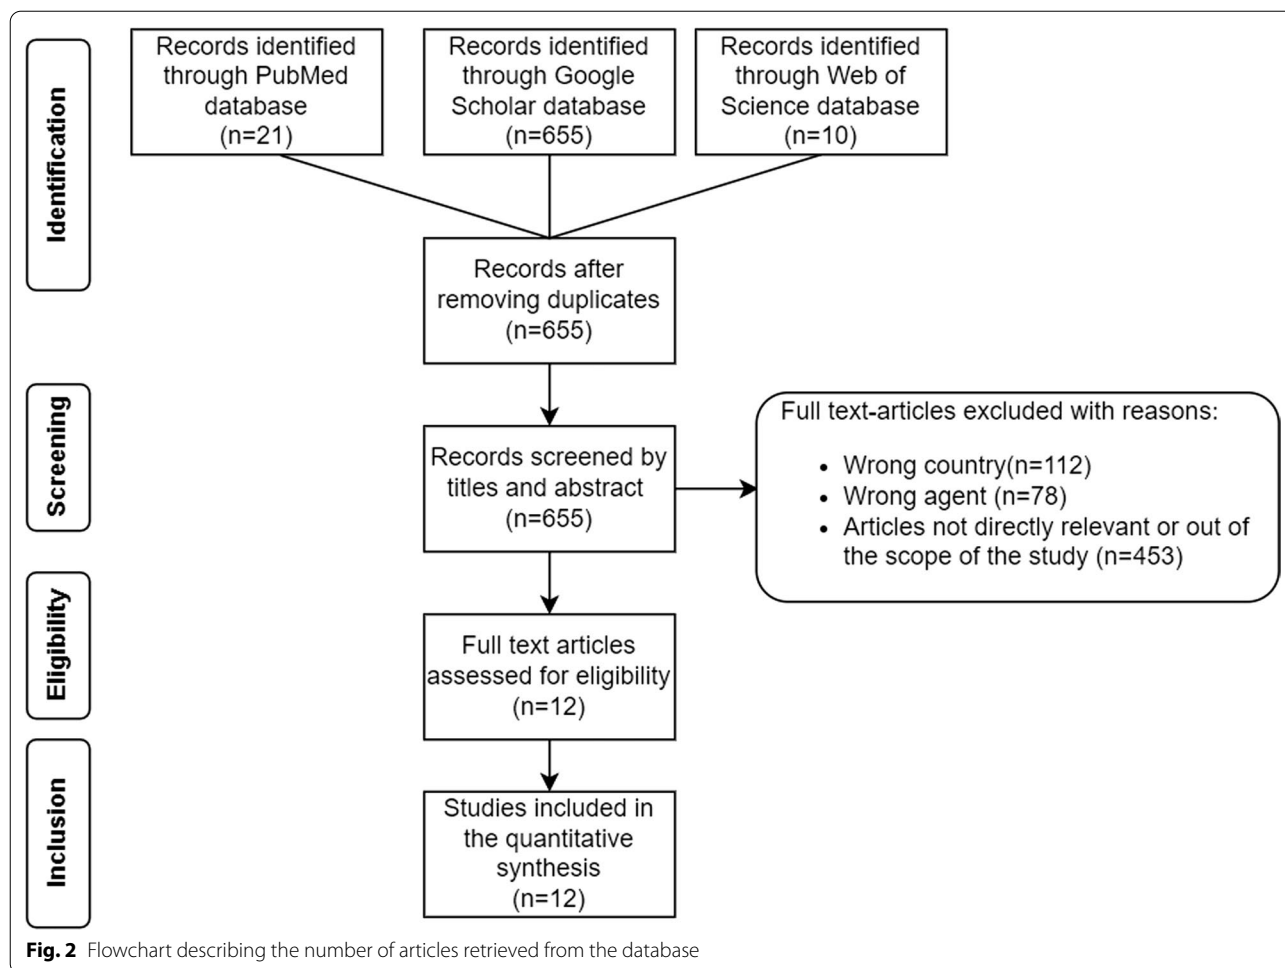 Identification
Records identified
through PubMed
database
(n=21)
Records identified
through Google
Scholar database
(n=655)
Records identified
through Web of
Science database
(n=10)
Records after
removing duplicates
(n=655)
Screening
Records screened by
titles and abstract
(n=655)
Full text-articles excluded with reasons:
• Wrong country(n=112)
• Wrong agent (n=78)
• Articles not directly relevant or out of
the scope of the study (n=453)
Eligibility
Full text articles
assessed for eligibility
(n=12)
Inclusion
Studies included in
the quantitative
synthesis
(n=12)
Fig. 2 Flowchart describing the number of articles retrieved from the database